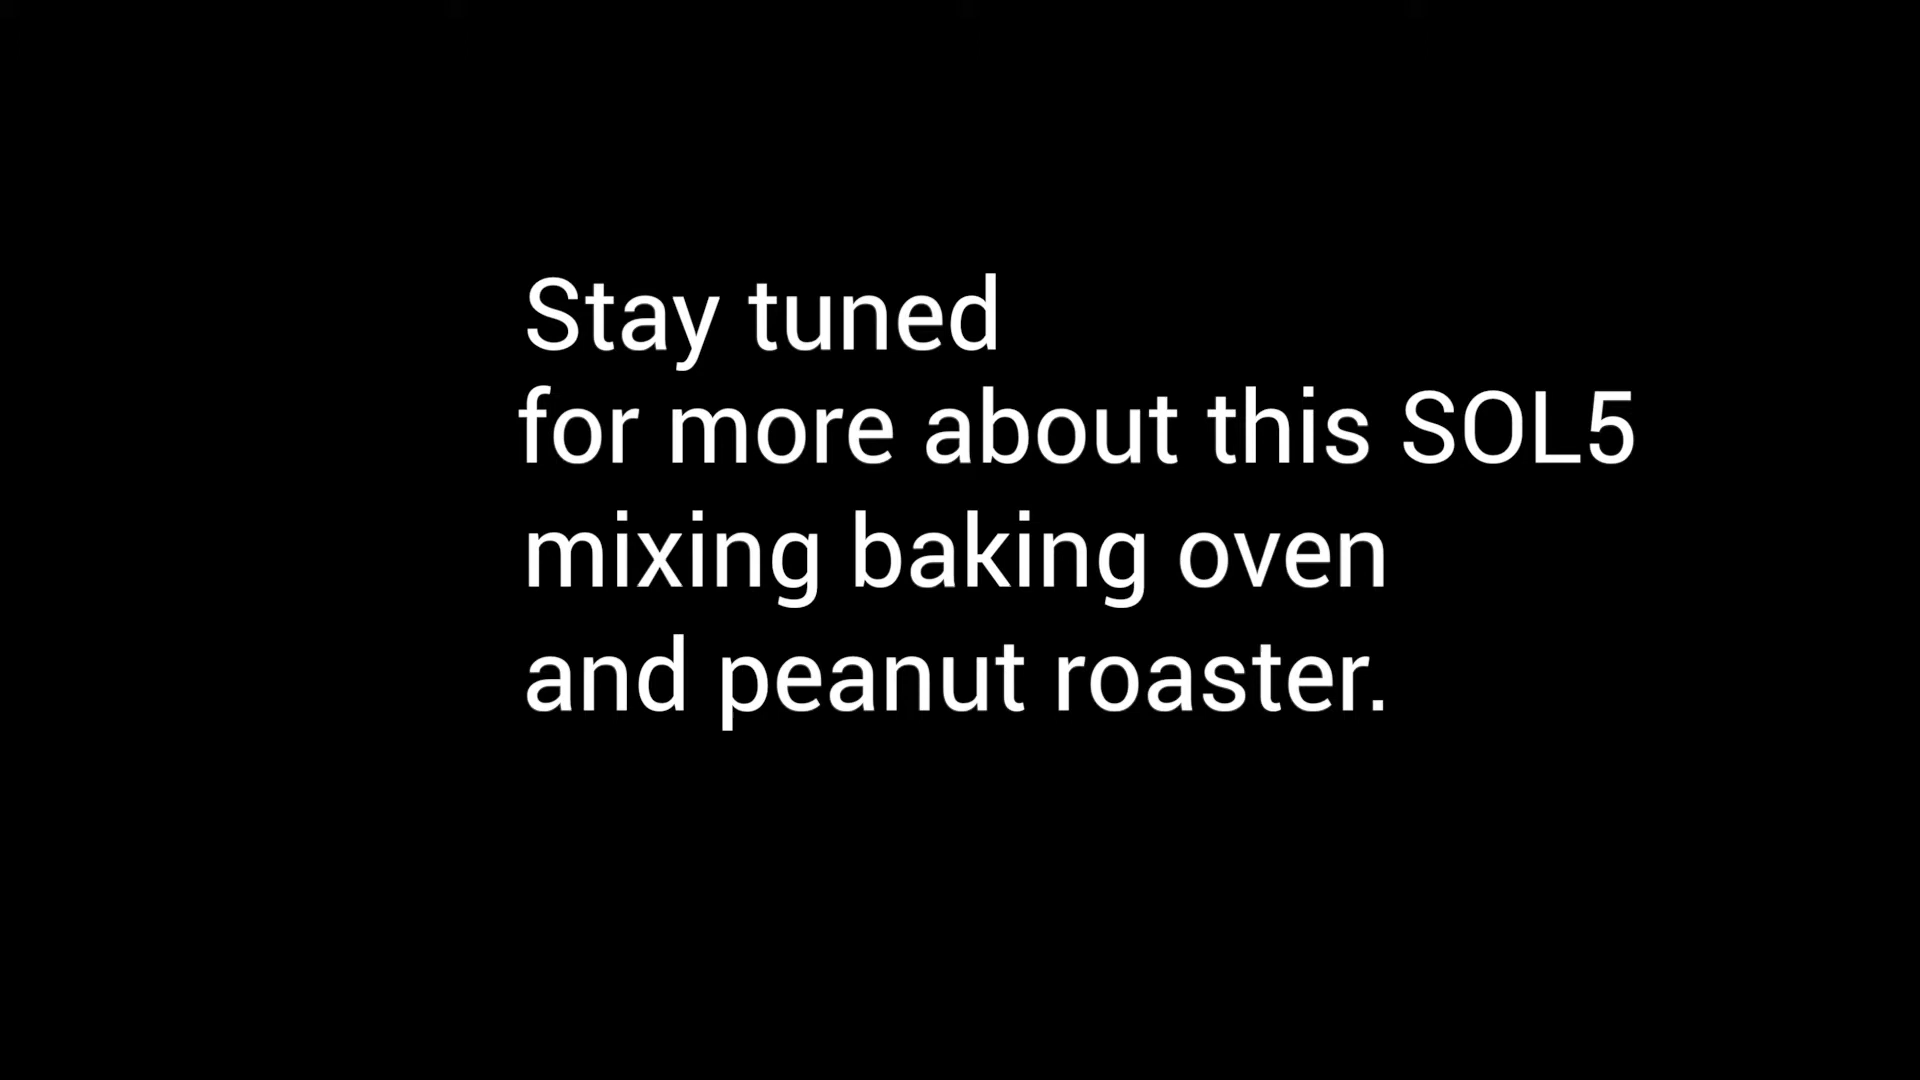 Stay tuned
for more about this SOL5
mixing baking oven
and peanut roaster.